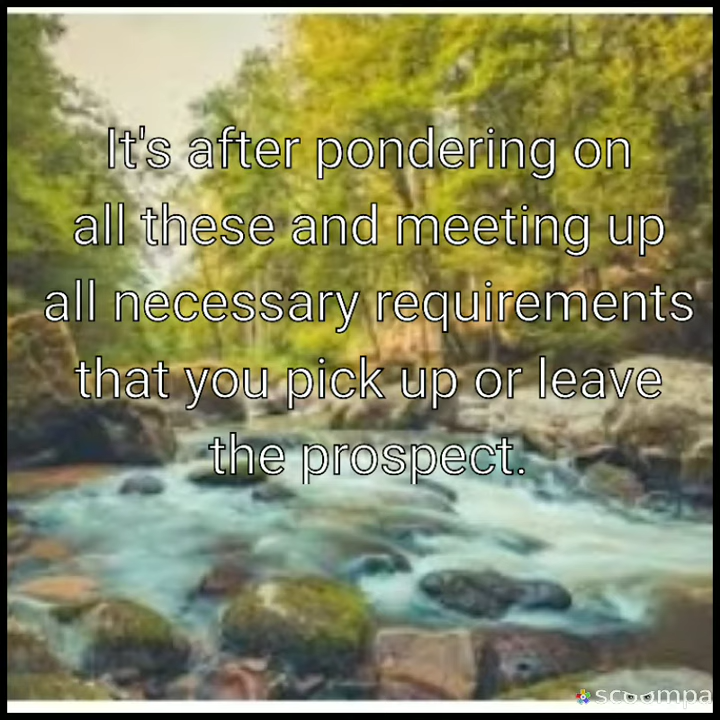 It's after pondering on
all these and meeting up
all necessary requirements
that you pick up or leave
the prospect.
scoompa